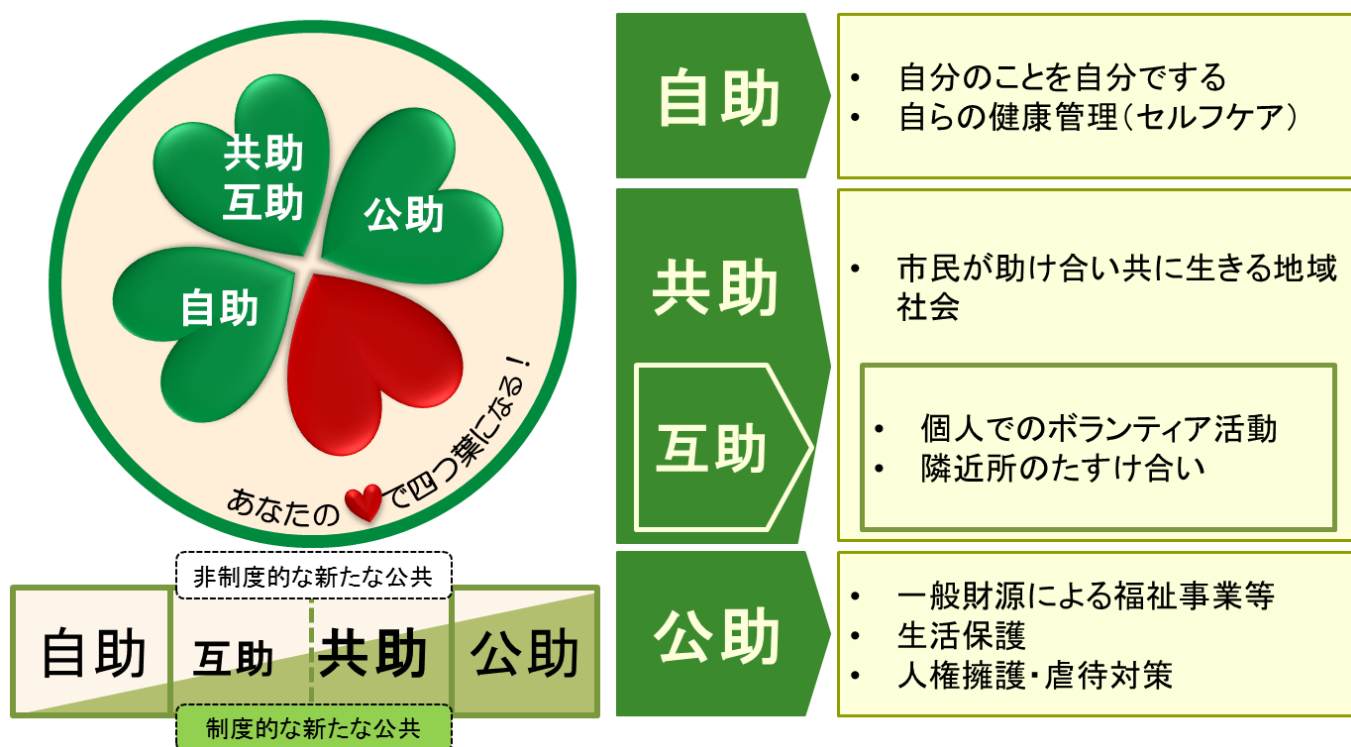 共助
互助
公助
自助
あなたの❤で四つ葉になる！
非制度的な新たな公共
自助
互助
共助
公助
制度的な新たな公共
自助
• 自分のことを自分でする
• 自らの健康管理（セルフケア）
共助
• 市民が助け合い共に生きる地域
社会
互助
• 個人でのボランティア活動
• 隣近所のたすけ合い
公助
• 一般財源による福祉事業等
• 生活保護
• 人権擁護・虐待対策